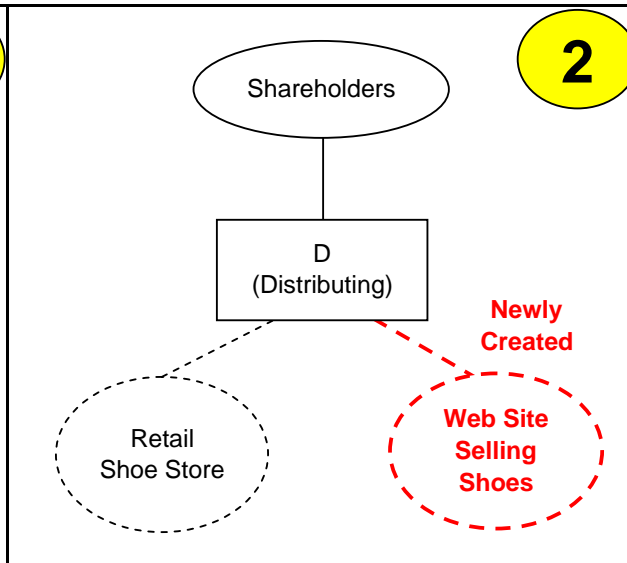 2
Shareholders
D
(Distributing)
Newly
Created
Retail
Shoe Store
Web Site
Selling
Shoes